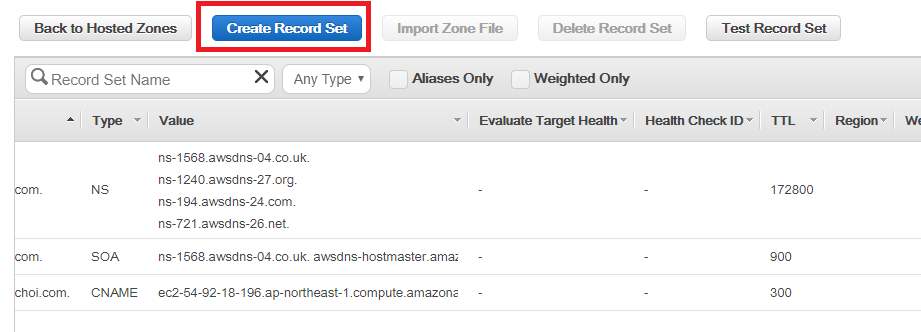 Back to Hosted Zones Create Record Set Import Zone File Delete Record Set Test Record Set
Record Set Name Any Type Aliases Only Weighted Only
Type Value Evaluate Target Health Health Check ID TTL Region We
ns-1568.awsdns-04.co.uk.
com. NS ns-1240.awsdns-27.org. - - 172800
ns-194.awsdns-24.com.
ns-721.awsdns-26.net.
com. SOA ns-1568.awsdns-04.co.uk. awsdns-hostmaster.amaz - - 900
choi.com. CNAME ec2-54-92-18-196.ap-northeast-1.compute.amazona - - 300